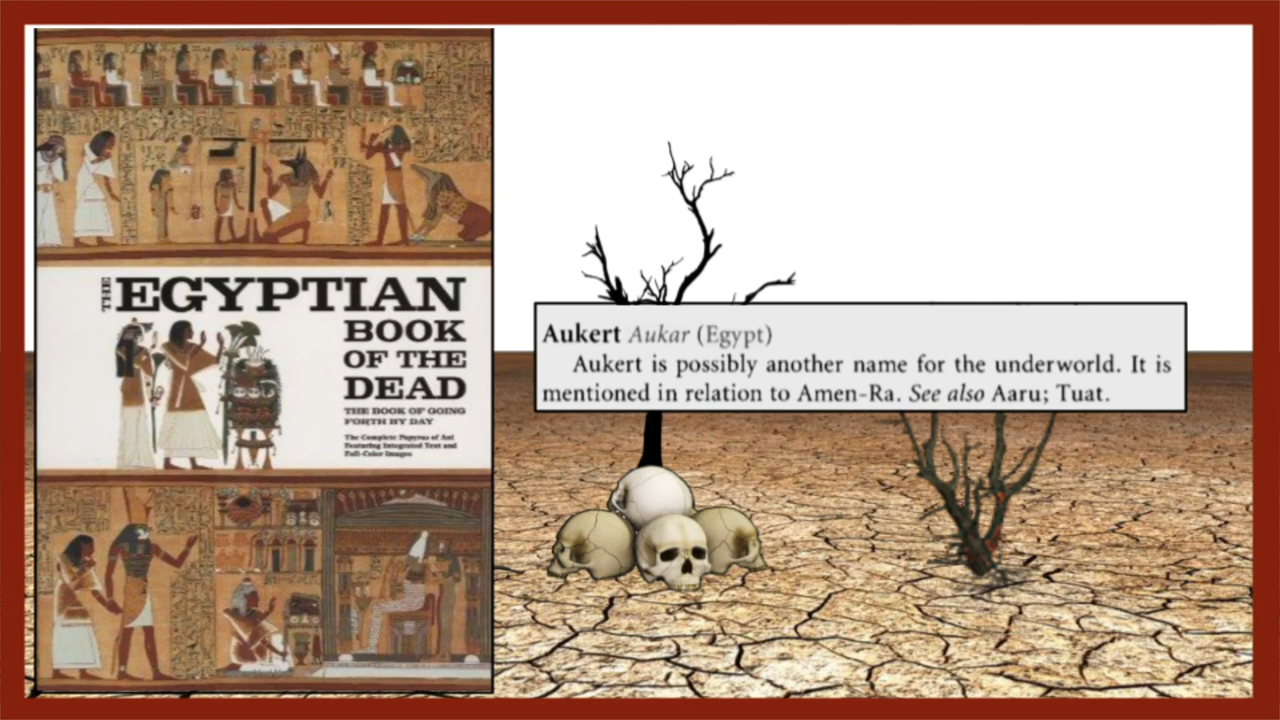 THE EGYPTIAN
BOOK
OF THE
DEAD
THE BOOK OF GOING
FORTH BY DAY
The Complete Papyrus of Ani
Featuring Integrated Text and
Full-Color Images
Aukert Aukar (Egypt)
Aukert is possibly another name for the underworld. It is
mentioned in relation to Amen-Ra. See also Aaru; Tuat.